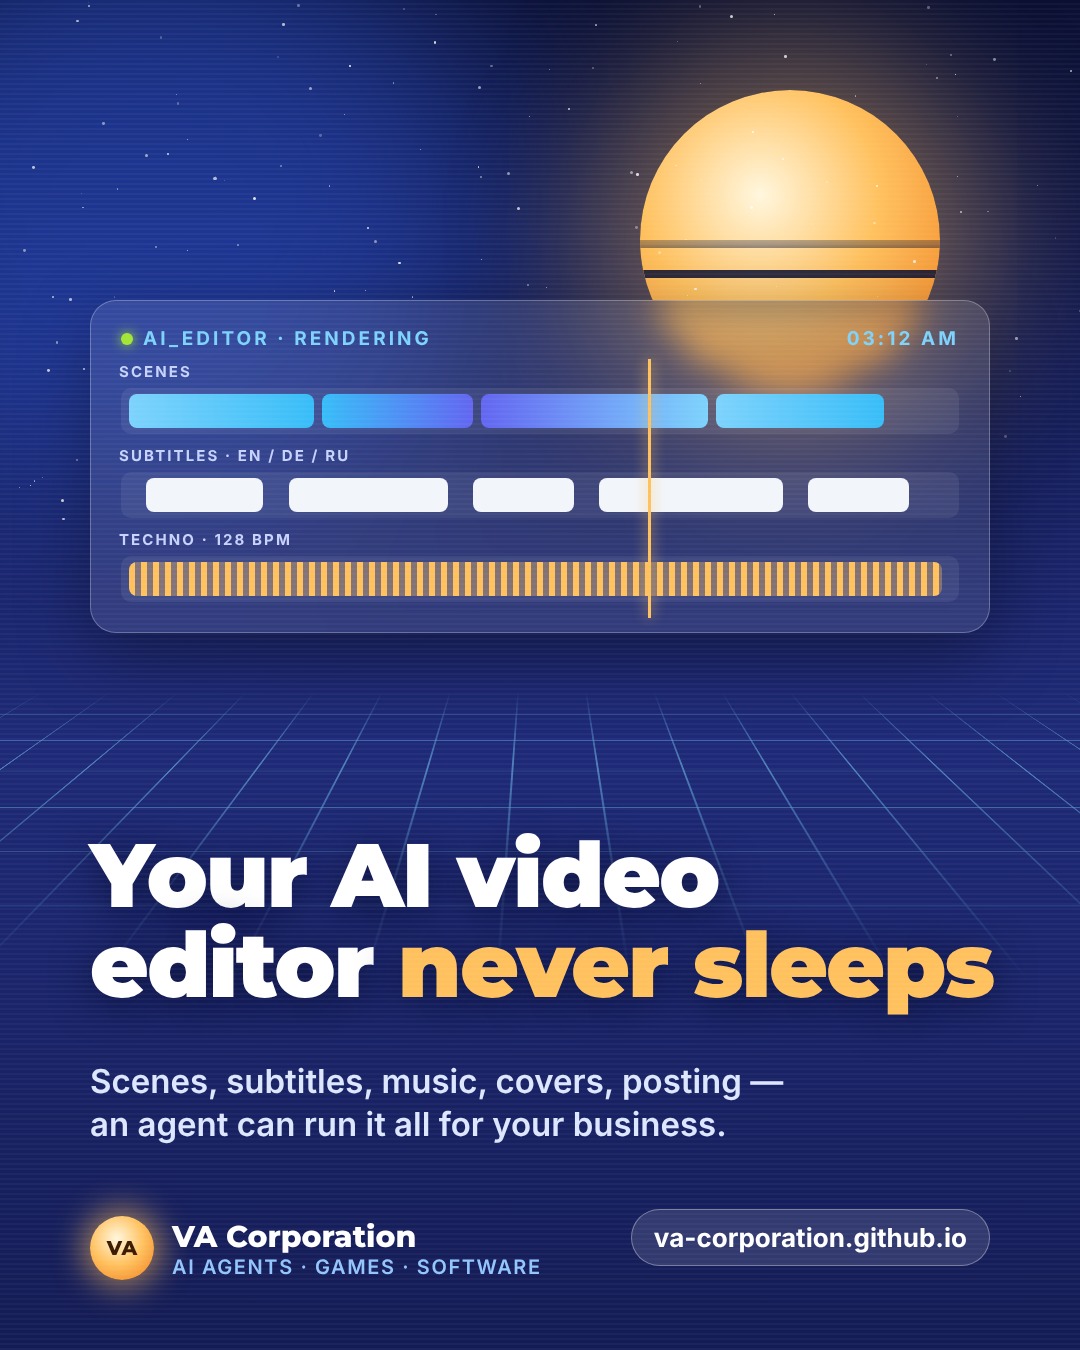 AI_EDITOR · RENDERING
03:12 AM
SCENES
SUBTITLES · EN / DE / RU
TECHNO · 128 BPM
Your AI video
editor never sleeps
Scenes, subtitles, music, covers, posting —
an agent can run it all for your business.
VA
VA Corporation
AI AGENTS · GAMES · SOFTWARE
va-corporation.github.io